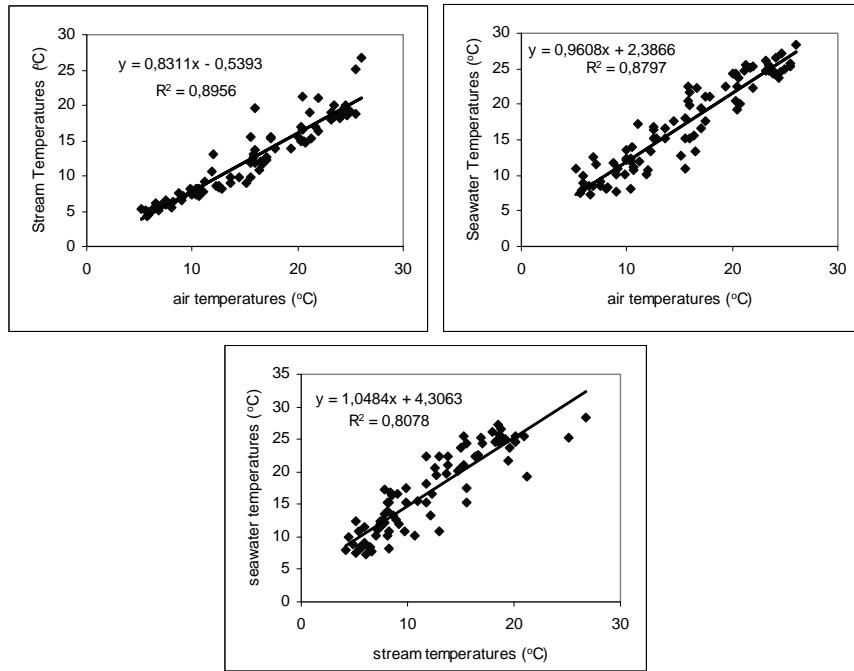 Stream Temperatures (°C)
30
25
20
15
10
5
0
y = 0,8311x - 0,5393
R² = 0,8956
0 10 20 30
air temperatures (°C)
Seawater Temperatures (°C)
30
25
20
15
10
5
0
y = 0,9608x + 2,3866
R² = 0,8797
0 10 20 30
air temperatures (°C)
seawater temperatures (°C)
35
30
25
20
15
10
5
0
y = 1,0484x + 4,3063
R² = 0,8078
0 10 20 30
stream temperatures (°C)